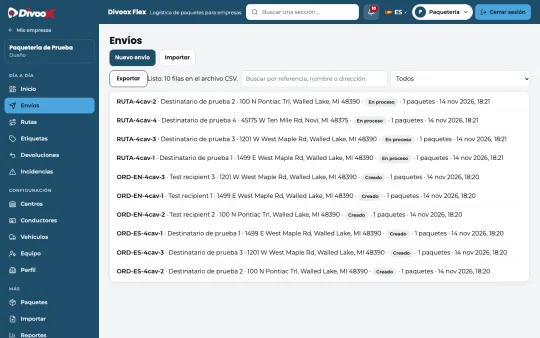 DivooX
Divoox Flex Logística de paquetes para empresas
Busca una sección...
10
ES
P Paquetería
Cerrar sesión
← Mis empresa
Paquetería de Prueba
Dueño
DÍA A DÍA
Inicio
Envíos
Rutas
Etiquetas
Devoluciones
Incidencias
CONFIGURACIÓN
Centros
Conductores
Vehículos
Equipo
Perfil
MÁS
Paquetes
Importar
Reportes
Envíos
Nuevo envío
Importar
Exportar
Listo: 10 filas en el archivo CSV.
Buscar por referencia, nombre o dirección
Todos
RUTA-4cav-2 · Destinatario de prueba 2 · 100 N Pontiac Trl, Walled Lake, MI 48390 · En proceso · 1 paquetes · 14 nov 2026, 18:21
RUTA-4cav-4 · Destinatario de prueba 4 · 45175 W Ten Mile Rd, Novi, MI 48375 · En proceso · 1 paquetes · 14 nov 2026, 18:21
RUTA-4cav-3 · Destinatario de prueba 3 · 1201 W West Maple Rd, Walled Lake, MI 48390 · En proceso · 1 paquetes · 14 nov 2026, 18:21
RUTA-4cav-1 · Destinatario de prueba 1 · 1499 E West Maple Rd, Walled Lake, MI 48390 · En proceso · 1 paquetes · 14 nov 2026, 18:21
ORD-EN-4cav-3 · Test recipient 3 · 1201 W West Maple Rd, Walled Lake, MI 48390 · Creado · 1 paquetes · 14 nov 2026, 18:20
ORD-EN-4cav-1 · Test recipient 1 · 1499 E West Maple Rd, Walled Lake, MI 48390 · Creado · 1 paquetes · 14 nov 2026, 18:20
ORD-EN-4cav-2 · Test recipient 2 · 100 N Pontiac Trl, Walled Lake, MI 48390 · Creado · 1 paquetes · 14 nov 2026, 18:20
ORD-ES-4cav-1 · Destinatario de prueba 1 · 1499 E West Maple Rd, Walled Lake, MI 48390 · Creado · 1 paquetes · 14 nov 2026, 18:20
ORD-ES-4cav-3 · Destinatario de prueba 3 · 1201 W West Maple Rd, Walled Lake, MI 48390 · Creado · 1 paquetes · 14 nov 2026, 18:20
ORD-ES-4cav-2 · Destinatario de prueba 2 · 100 N Pontiac Trl, Walled Lake, MI 48390 · Creado · 1 paquetes · 14 nov 2026, 18:20